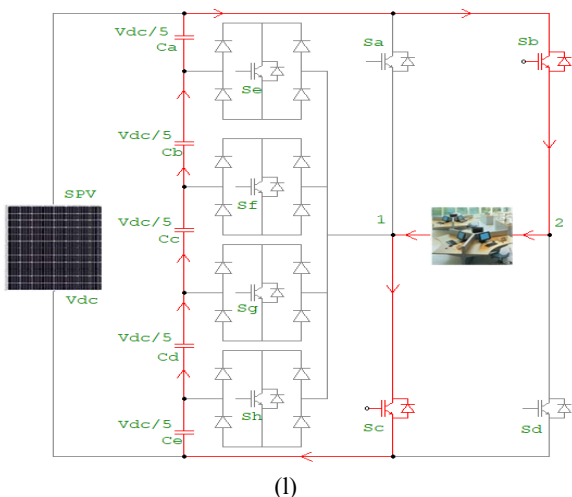 Vdc/5
Ca
Se
Sa
Sb
Vdc/5
Cb
Sf
SPV
Vdc/5
Cc
1
2
Vdc
Sg
Vdc/5
Cd
Sh
Vdc/5
Ce
Sc
Sd
(l)